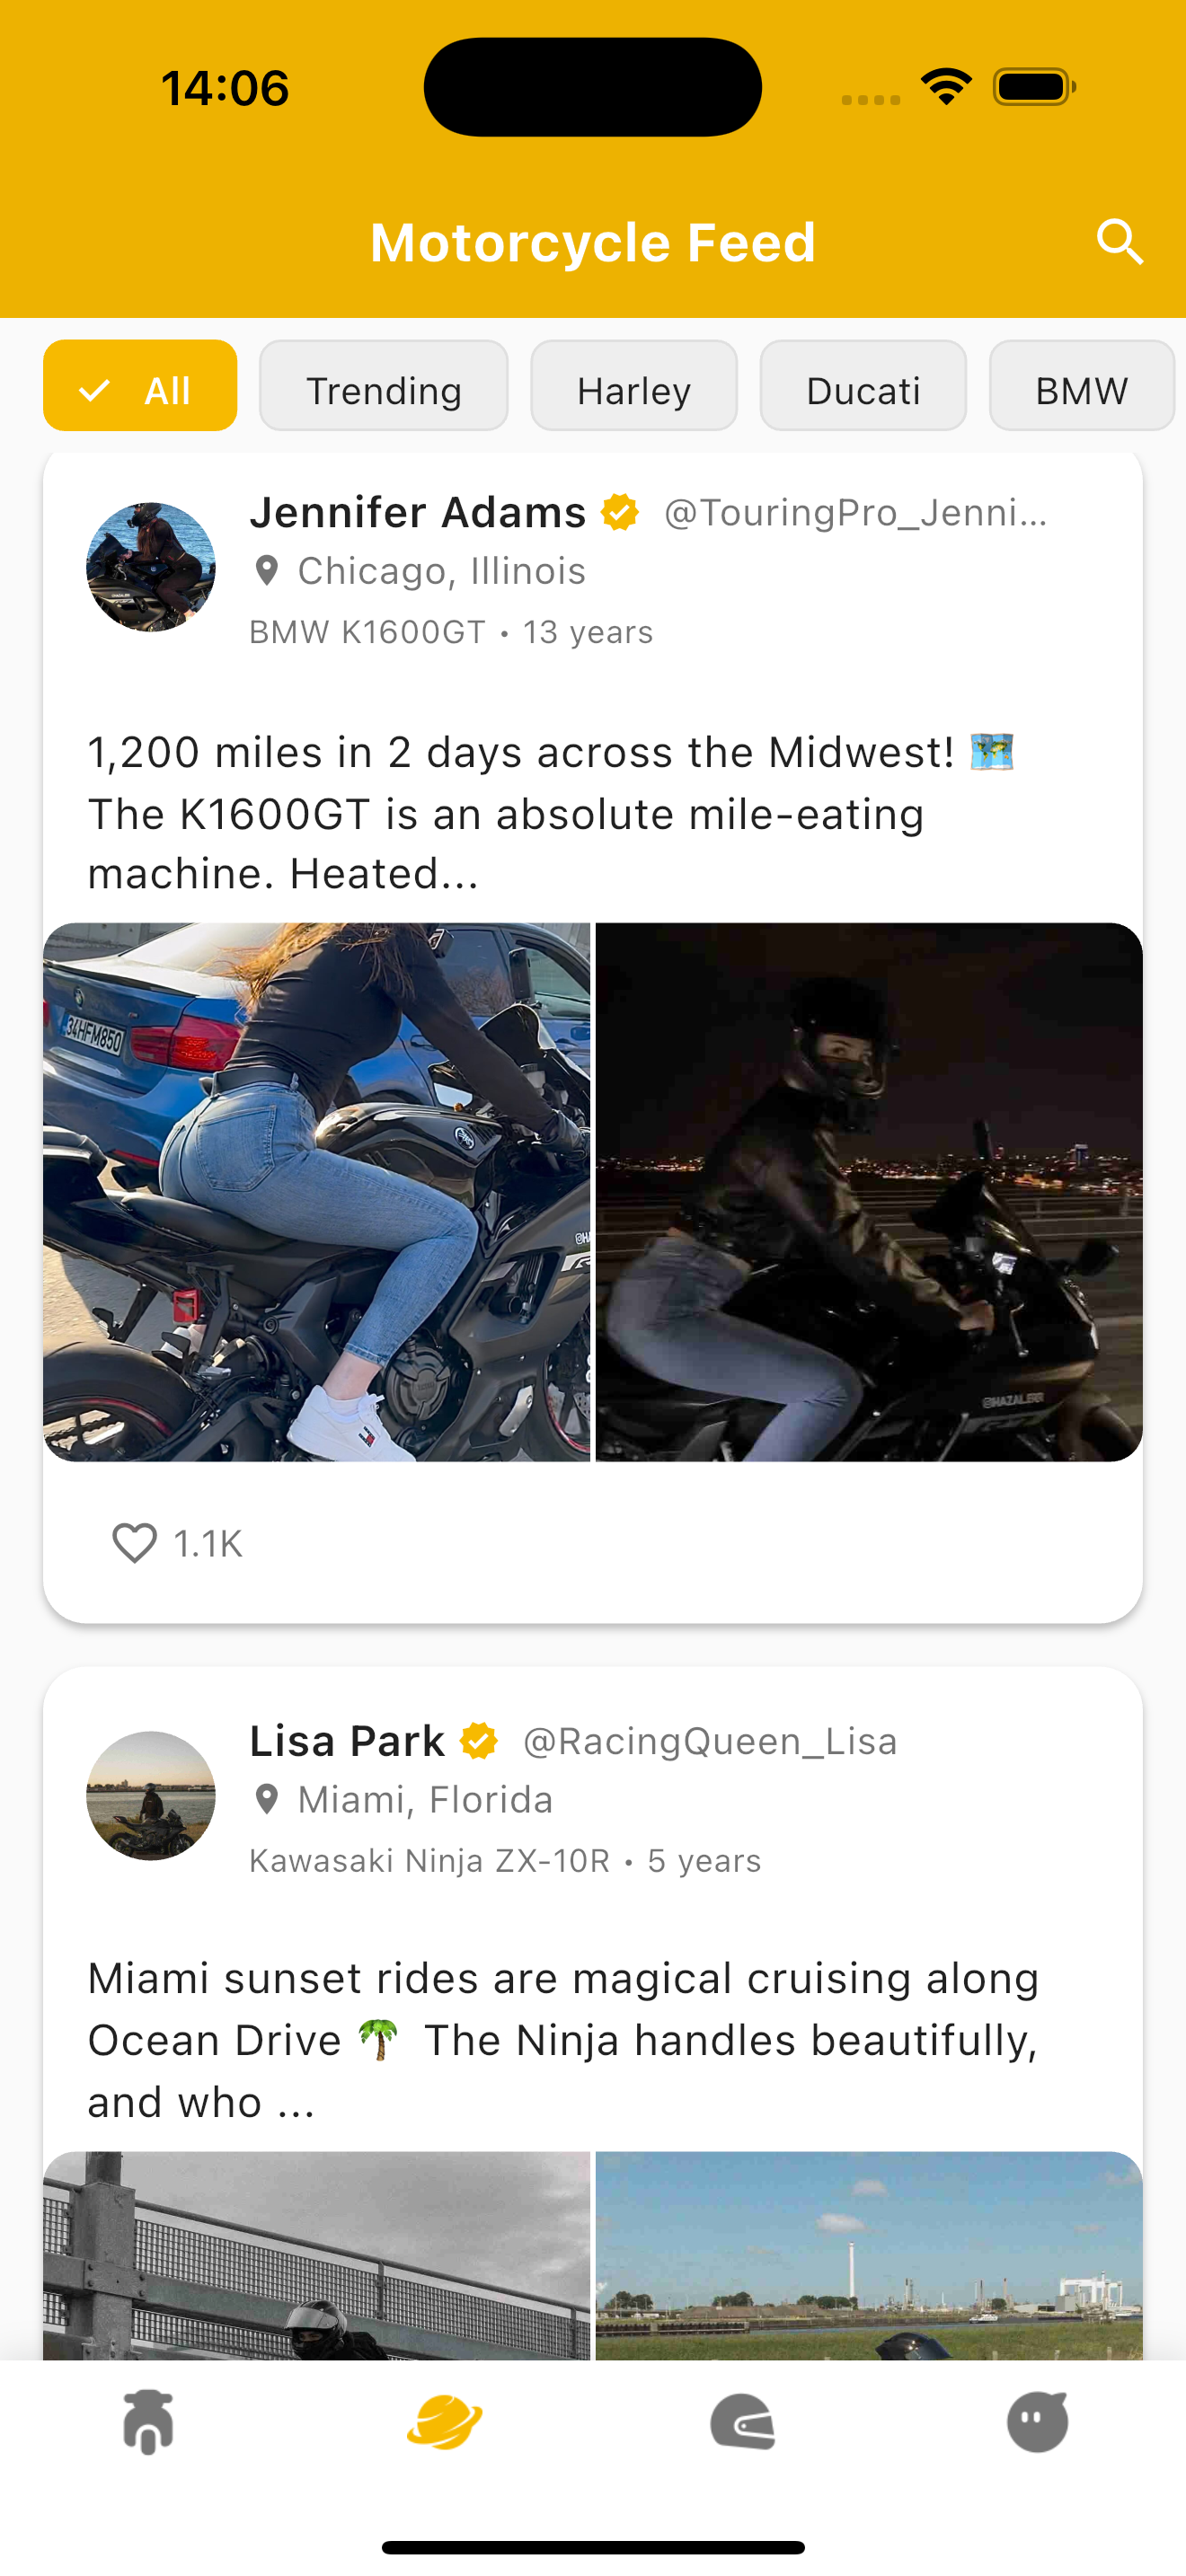 14:06
Motorcycle Feed
All
Trending
Harley
Ducati
BMW
Jennifer Adams @TouringPro_Jenni...
Chicago, Illinois
BMW K1600GT • 13 years
1,200 miles in 2 days across the Midwest! 🗺️
The K1600GT is an absolute mile-eating
machine. Heated...
34HFM850
@HAZALERR
1.1K
Lisa Park @RacingQueen_Lisa
Miami, Florida
Kawasaki Ninja ZX-10R • 5 years
Miami sunset rides are magical cruising along
Ocean Drive 🌴 The Ninja handles beautifully,
and who ...